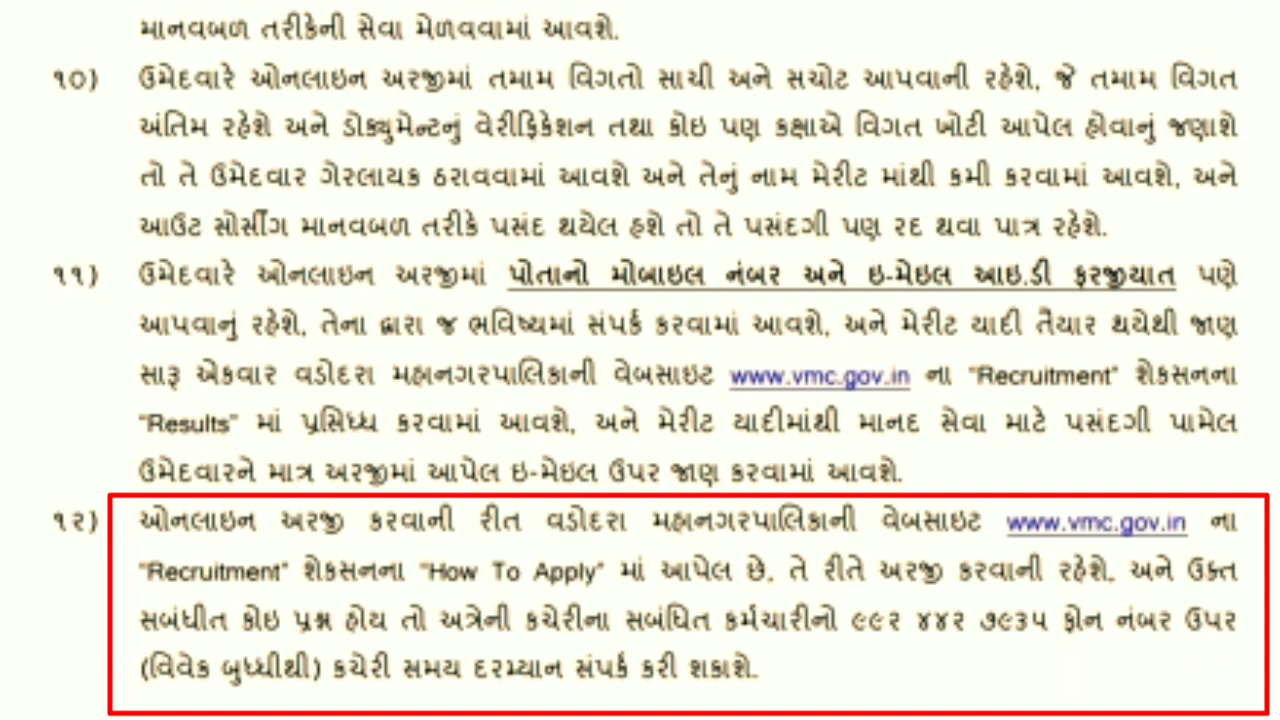 માનવબળ તરીકેની સેવા મેળવવામાં આવશે.
૧૦) ઉમેદવારે ઓનલાઇન અરજીમાં તમામ વિગતો સાચી અને સચોટ આપવાની રહેશે, જે તમામ વિગત
અંતિમ રહેશે અને ડોક્યુમેન્ટનું વેરીફિકેશન તથા કોઇ પણ કક્ષાએ વિગત ખોટી આપેલ હોવાનું જણાશે
તો તે ઉમેદવાર ગેરલાયક ઠરાવવામાં આવશે અને તેનું નામ મેરીટ માંથી કમી કરવામાં આવશે, અને
આઉટ સોર્સીંગ માનવબળ તરીકે પસંદ થયેલ હશે તો તે પસંદગી પણ રદ થવા પાત્ર રહેશે.
૧૧) ઉમેદવારે ઓનલાઇન અરજીમાં પોતાનો મોબાઇલ નંબર અને ઇ-મેઇલ આઇ.ડી ફરજીયાત પણે
આપવાનું રહેશે, તેના દ્વારા જ ભવિષ્યમાં સંપર્ક કરવામાં આવશે, અને મેરીટ યાદી તૈયાર થયેથી જાણ
સારૂ એકવાર વડોદરા મહાનગરપાલિકાની વેબસાઇટ www.vmc.gov.in ના "Recruitment" શેકસનના
"Results" માં પ્રસિધ્ધ કરવામાં આવશે, અને મેરીટ યાદીમાંથી માનદ સેવા માટે પસંદગી પામેલ
ઉમેદવારને માત્ર અરજીમાં આપેલ ઇ-મેઇલ ઉપર જાણ કરવામાં આવશે.
૧૨) ઓનલાઇન અરજી કરવાની રીત વડોદરા મહાનગરપાલિકાની વેબસાઇટ www.vmc.gov.in ના
"Recruitment" શેકસનના "How To Apply" માં આપેલ છે, તે રીતે અરજી કરવાની રહેશે, અને ઉક્ત
સબંધીત કોઇ પ્રશ્ન હોય તો અત્રેની કચેરીના સબંધિત કર્મચારીનો ૯૯૨ ૪૪૨ ૭૯૩૫ ફોન નંબર ઉપર
(વિવેક બુધ્ધીથી) કચેરી સમય દરમ્યાન સંપર્ક કરી શકાશે.